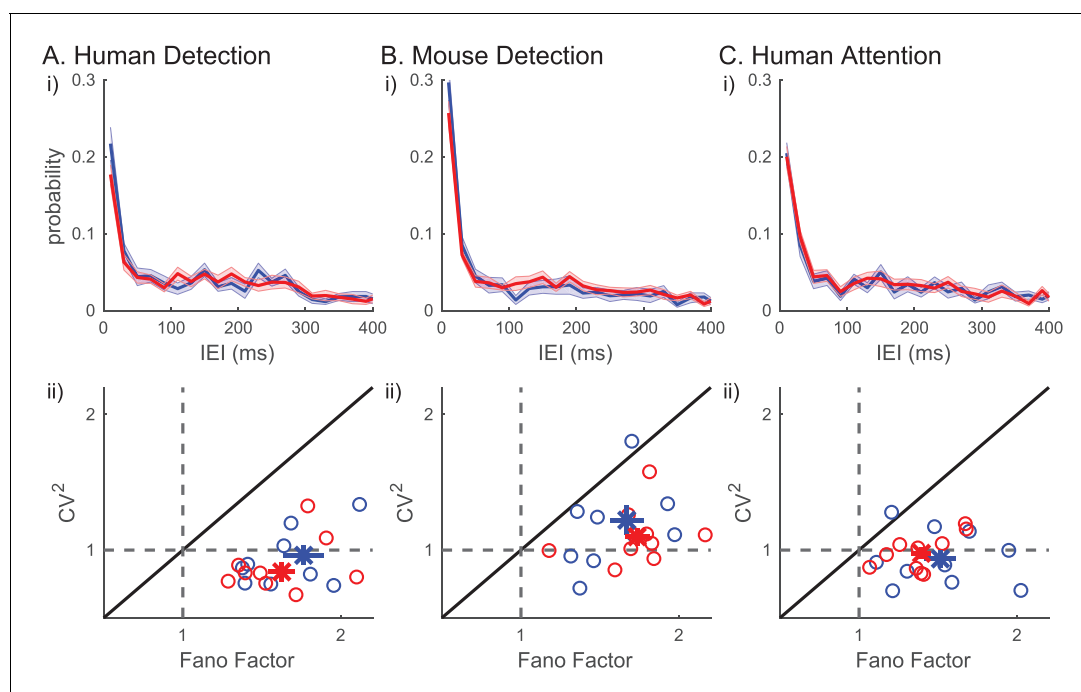 A. Human Detection
B. Mouse Detection
C. Human Attention
i)
i)
i)
0.3
0.2
0.1
0
probability
0 100 200 300 400
IEI (ms)
0.3
0.2
0.1
0
0 100 200 300 400
IEI (ms)
0.3
0.2
0.1
0
0 100 200 300 400
IEI (ms)
ii)
ii)
ii)
2
1
CV²
1 2
Fano Factor
2
1
CV²
1 2
Fano Factor
2
1
CV²
1 2
Fano Factor